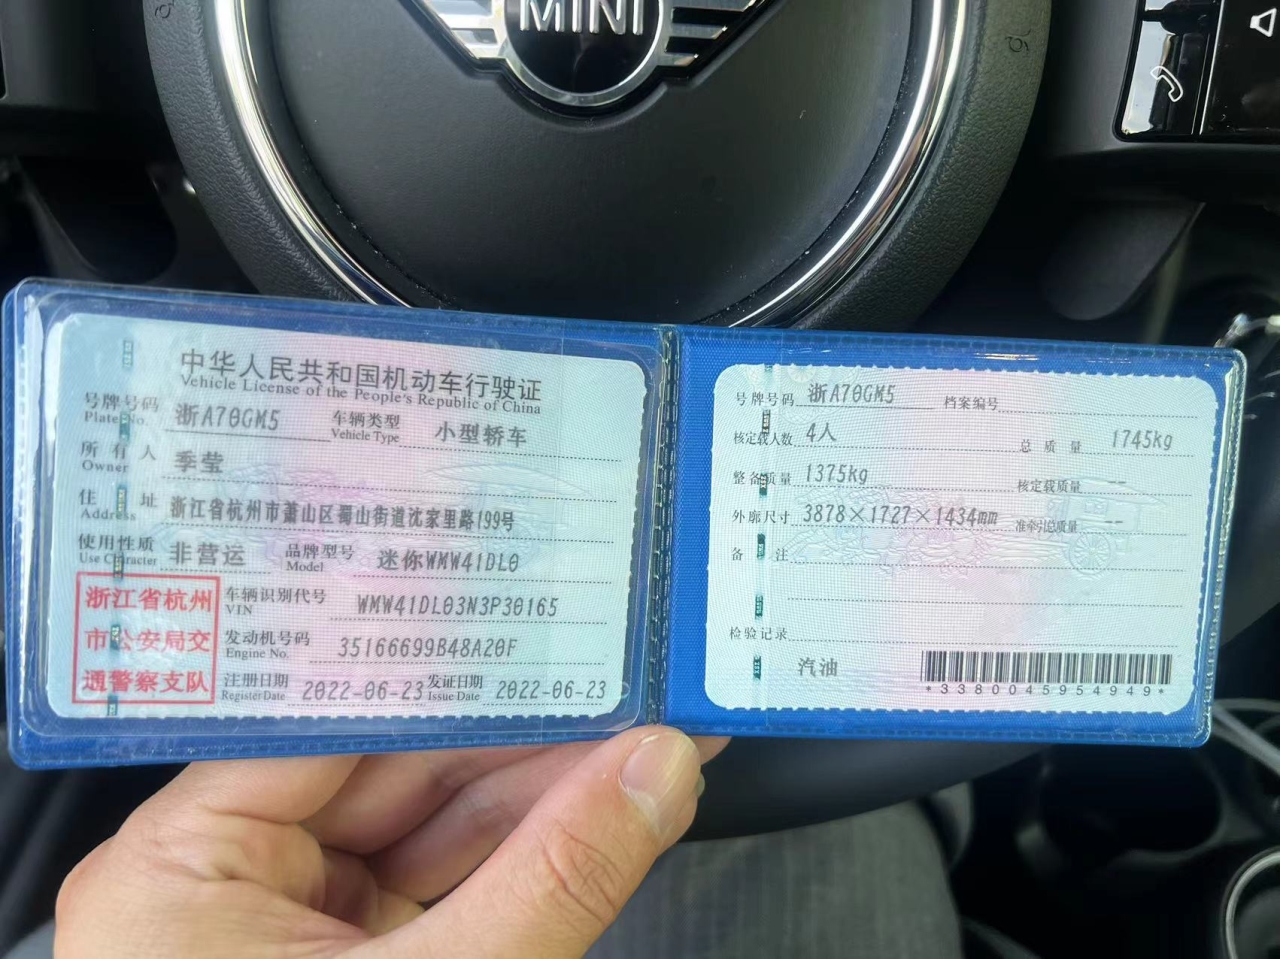 MINI
中华人民共和国机动车行驶证
Vehicle License of the People's Republic of China
号牌号码 浙A70GM5 车辆类型 小型轿车
Plate No. Vehicle Type
所有人 季莹
Owner
住址 浙江省杭州市萧山区蜀山街道沈家里路199号
Address
使用性质 非营运 品牌型号 迷你WMW41DL0
Use Character Model
浙江省杭州
市公安局交
通警察支队
车辆识别代号 WMW41DL03N3P30165
VIN
发动机号码 35166699B48A20F
Engine No.
注册日期 2022-06-23 发证日期 2022-06-23
Register Date Issue Date
号牌号码 浙A70GM5 档案编号
核定载人数 4人 总质量 1745kg
整备质量 1375kg 核定载质量 --
外廓尺寸 3878×1727×1434mm 准牵引总质量 --
备注
检验记录
汽油
*3380045954949*